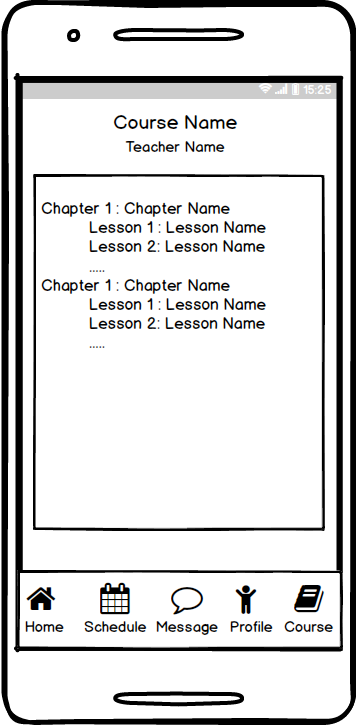 15:25
Course Name
Teacher Name
Chapter 1 : Chapter Name
Lesson 1 : Lesson Name
Lesson 2: Lesson Name
.....
Chapter 1 : Chapter Name
Lesson 1 : Lesson Name
Lesson 2: Lesson Name
.....
Home Schedule Message Profile Course